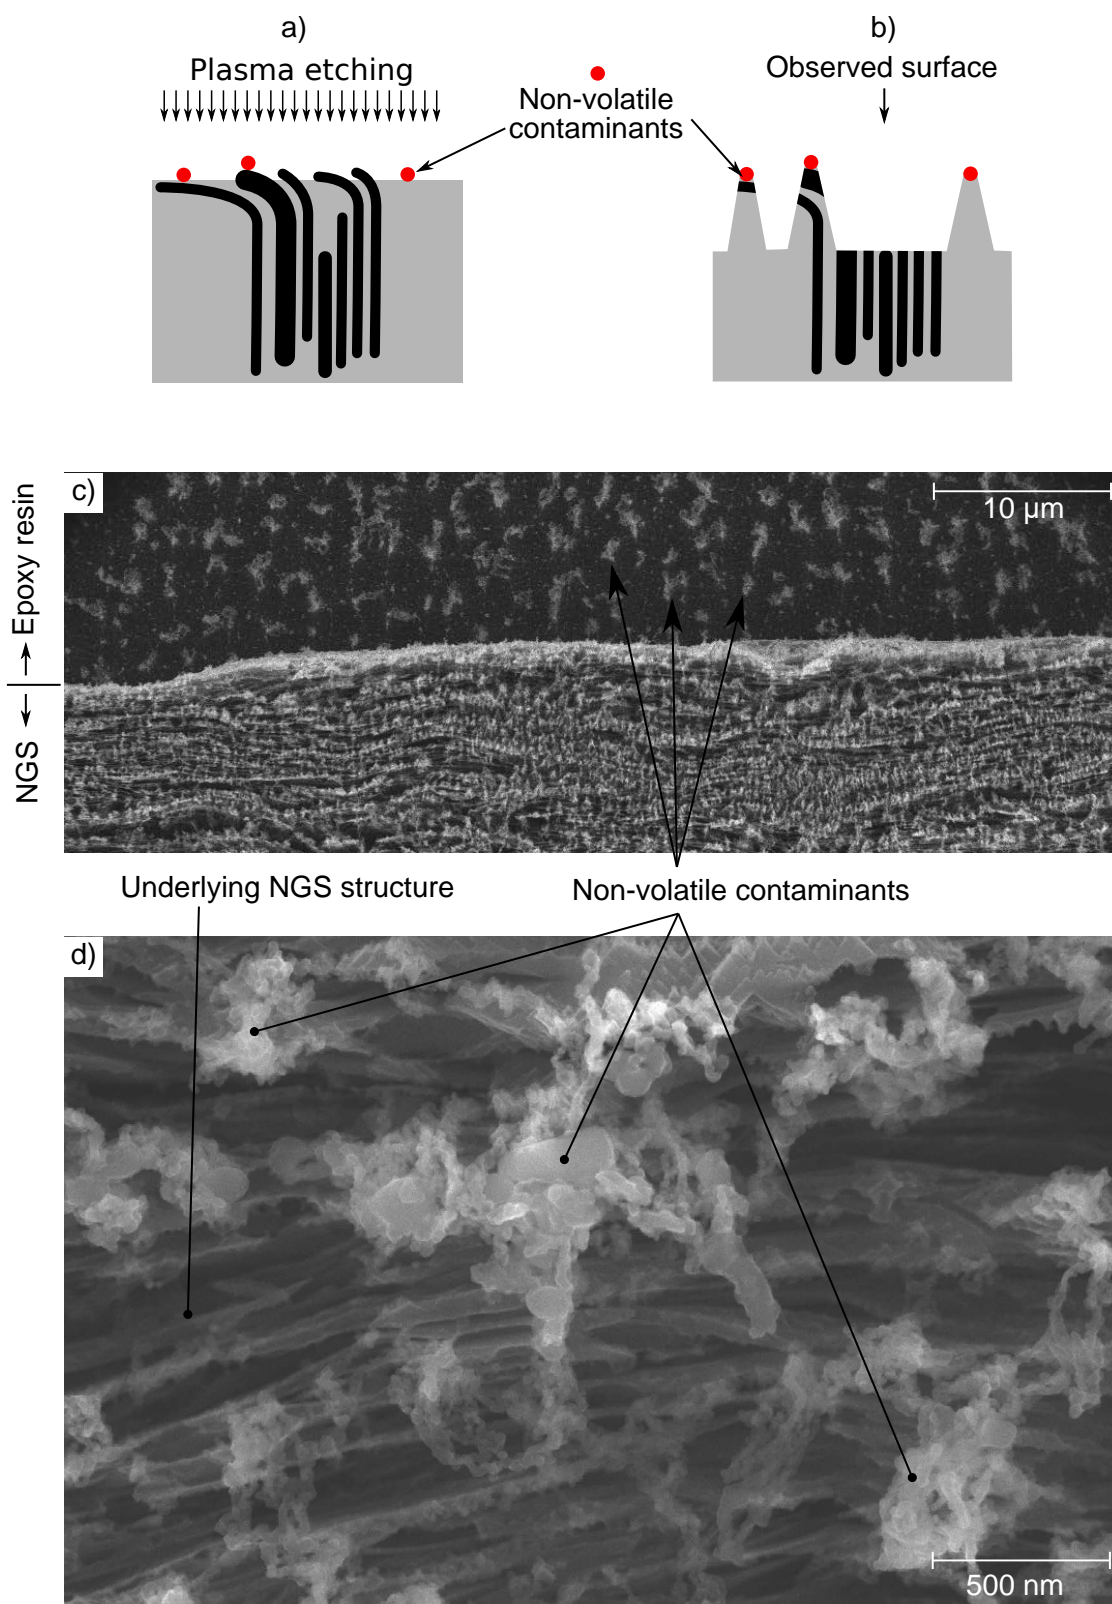 a)
b)
Plasma etching
Observed surface
Non-volatile
contaminants
c)
10 µm
Epoxy resin
NGS
Underlying NGS structure
Non-volatile contaminants
d)
500 nm